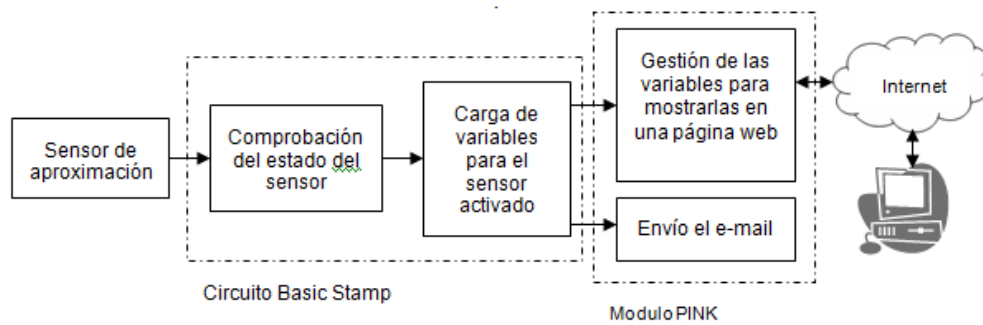 Sensor de
aproximación
Comprobación
del estado del
sensor
Carga de
variables
para el
sensor
activado
Gestión de las
variables para
mostrarlas en
una página web
Envío el e-mail
Internet
Circuito Basic Stamp
Modulo PINK